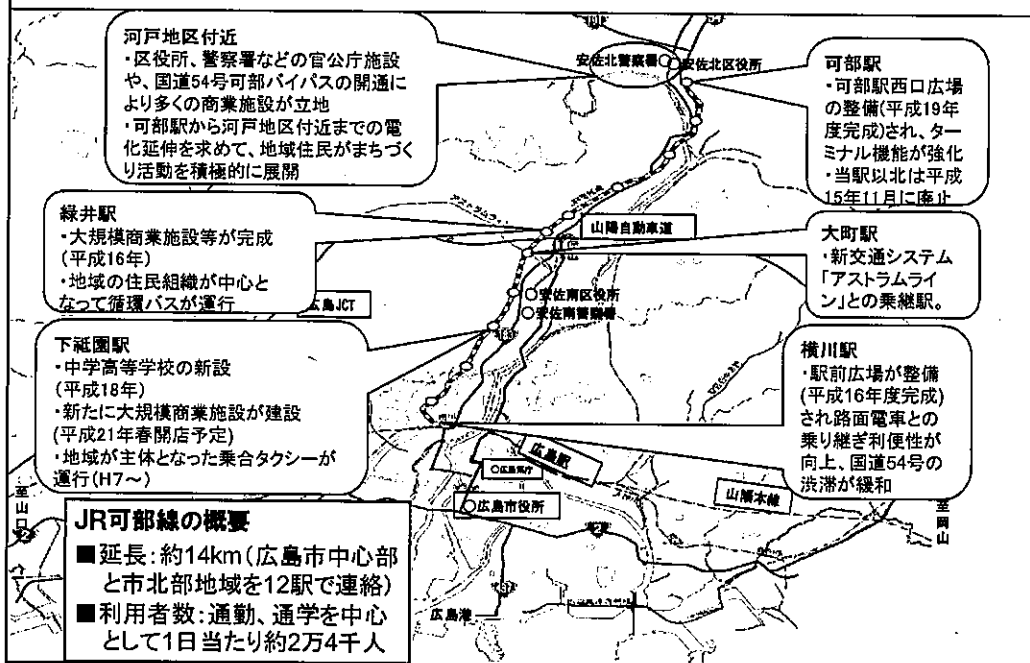 河戸地区付近
・区役所、警察署などの官公庁施設
や、国道54号可部バイパスの開通に
より多くの商業施設が立地
・可部駅から河戸地区付近までの電
化延伸を求めて、地域住民がまちづく
り活動を積極的に展開
安佐北警察署
安佐北区役所
可部駅
・可部駅西口広場
の整備(平成19年
度完成)され、ター
ミナル機能が強化
・当駅以北は平成
15年11月に廃止
緑井駅
・大規模商業施設等が完成
(平成16年)
・地域の住民組織が中心と
なって循環バスが運行
山陽自動車道
大町駅
・新交通システム
「アストラムライ
ン」との乗継駅。
広島JCT
安佐南区役所
安佐南警察署
下祗園駅
・中学高等学校の新設
(平成18年)
・新たに大規模商業施設が建設
(平成21年春開店予定)
・地域が主体となった乗合タクシーが
運行(H7～)
横川駅
・駅前広場が整備
(平成16年度完成)
され路面電車との
乗り継ぎ利便性が
向上、国道54号の
渋滞が緩和
広島駅
広島県庁
山陽本線
広島市役所
至山口
至岡山
2
2
広島港
JR可部線の概要
■延長:約14km(広島市中心部
と市北部地域を12駅で連絡)
■利用者数:通勤、通学を中心
として1日当たり約2万4千人